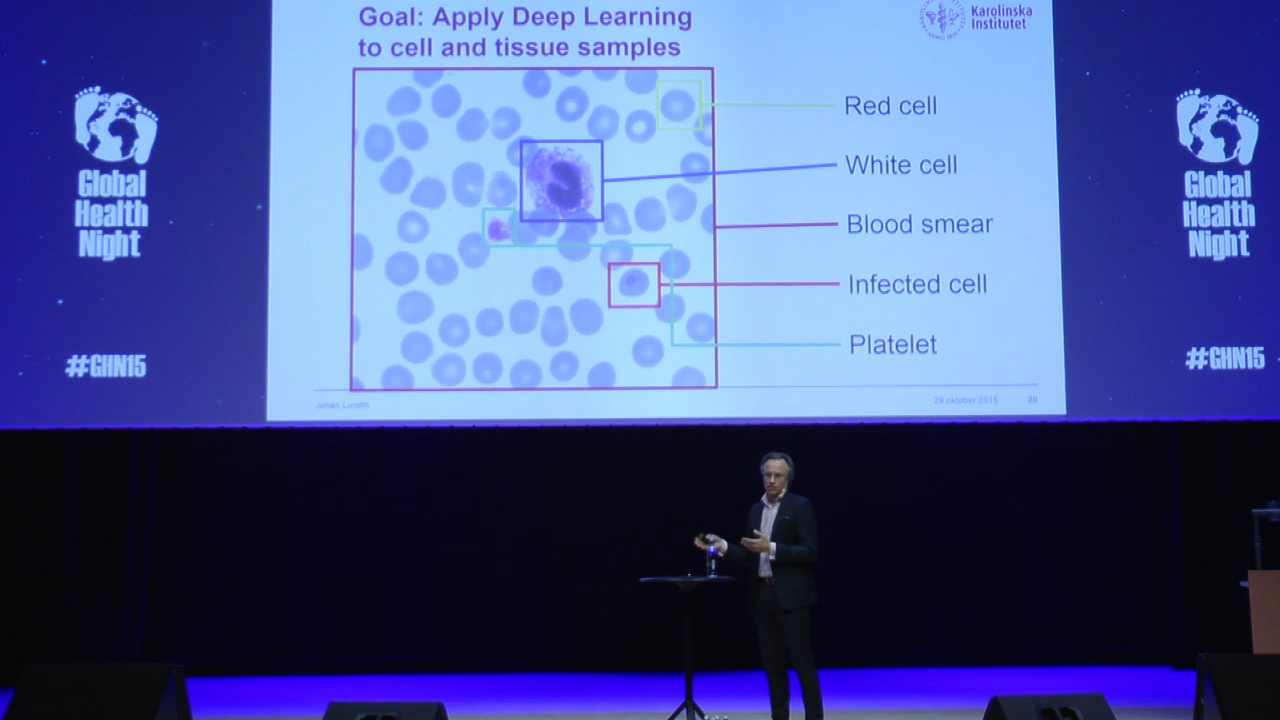 Goal: Apply Deep Learning
to cell and tissue samples
Karolinska
Institutet
Red cell
White cell
Blood smear
Infected cell
Platelet
Johan Lundin
29 oktober 2015
20
Global
Health
Night
#GHN15
Global
Health
Night
#GHN15